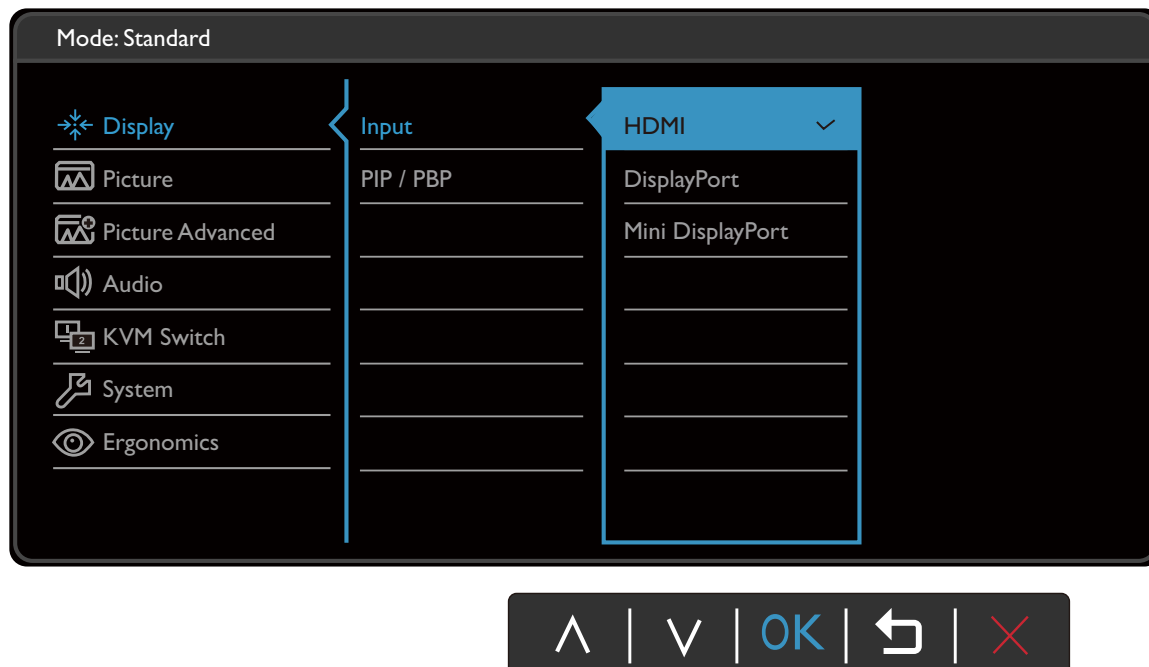 Mode: Standard
Display
Picture
Picture Advanced
Audio
2
KVM Switch
System
Ergonomics
Input
PIP / PBP
HDMI
DisplayPort
Mini DisplayPort
OK